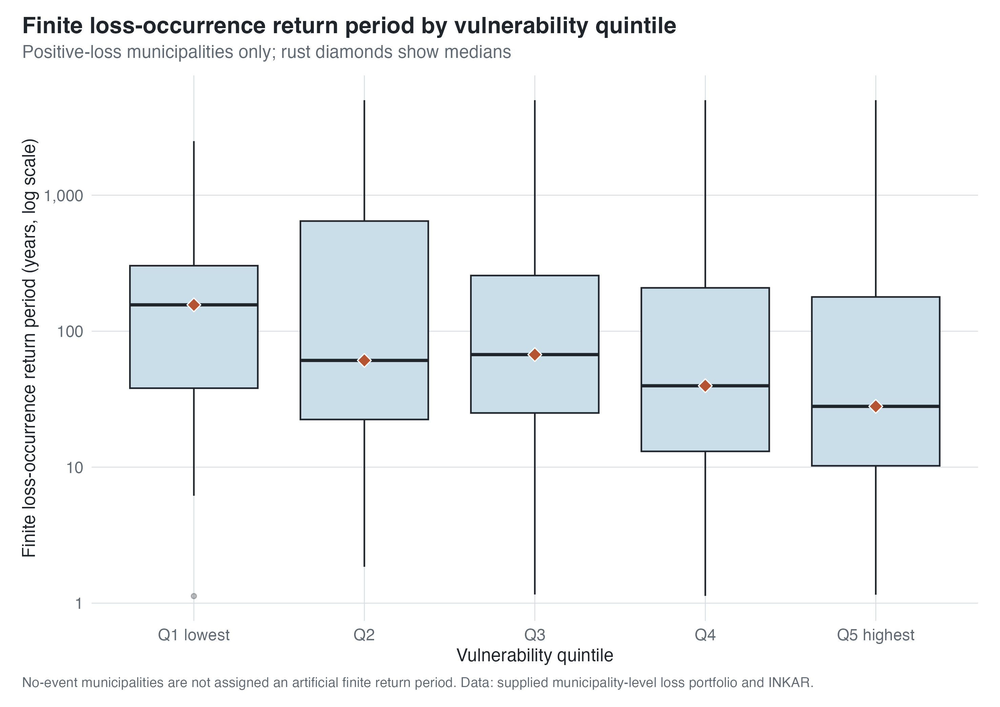 Finite loss-occurrence return period by vulnerability quintile
Positive-loss municipalities only; rust diamonds show medians
Finite loss-occurrence return period (years, log scale)
1,000
100
10
1
Q1 lowest
Q2
Q3
Q4
Q5 highest
Vulnerability quintile
No-event municipalities are not assigned an artificial finite return period. Data: supplied municipality-level loss portfolio and INKAR.